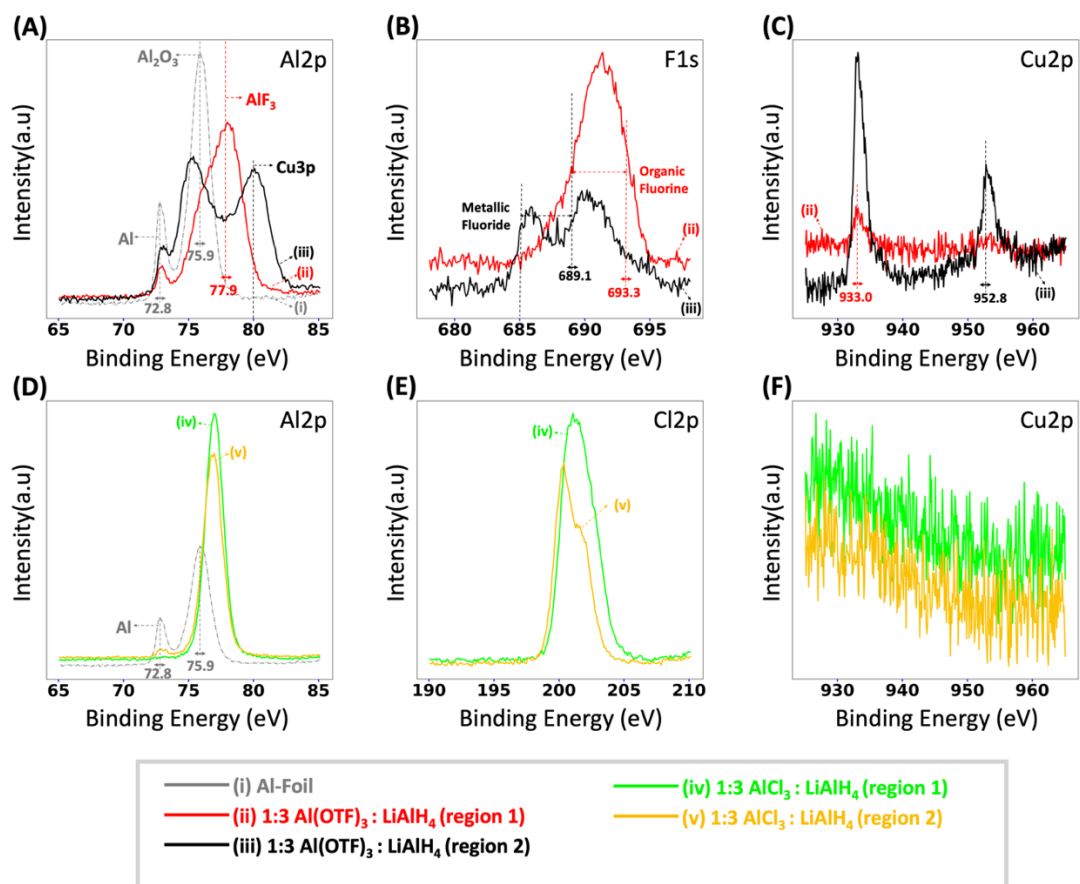 (A)
Al2p
Al₂O₃
AlF₃
Cu3p
Al
75.9
77.9
72.8
(iii)
(ii)
(i)
Intensity(a.u)
65 70 75 80 85
Binding Energy (eV)
(B)
F1s
Organic
Fluorine
Metallic
Fluoride
689.1
693.3
(ii)
(iii)
Intensity(a.u)
680 685 690 695
Binding Energy (eV)
(C)
Cu2p
(ii)
933.0
952.8
(iii)
Intensity(a.u)
930 940 950 960
Binding Energy (eV)
(D)
Al2p
(iv)
(v)
Al
72.8
75.9
Intensity(a.u)
65 70 75 80 85
Binding Energy (eV)
(E)
Cl2p
(iv)
(v)
Intensity(a.u)
190 195 200 205 210
Binding Energy (eV)
(F)
Cu2p
Intensity(a.u)
930 940 950 960
Binding Energy (eV)
(i) Al-Foil
(ii) 1:3 Al(OTF)₃ : LiAlH₄ (region 1)
(iii) 1:3 Al(OTF)₃ : LiAlH₄ (region 2)
(iv) 1:3 AlCl₃ : LiAlH₄ (region 1)
(v) 1:3 AlCl₃ : LiAlH₄ (region 2)